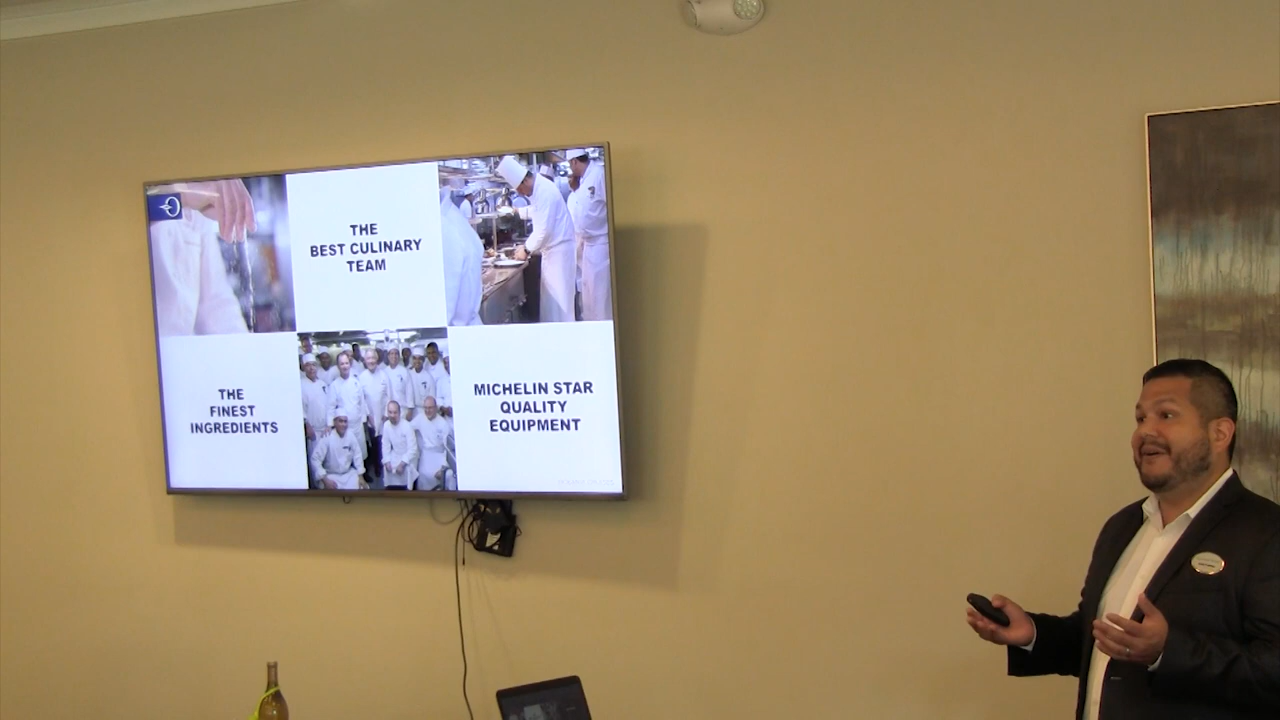 THE
BEST CULINARY
TEAM
THE
FINEST
INGREDIENTS
MICHELIN STAR
QUALITY
EQUIPMENT